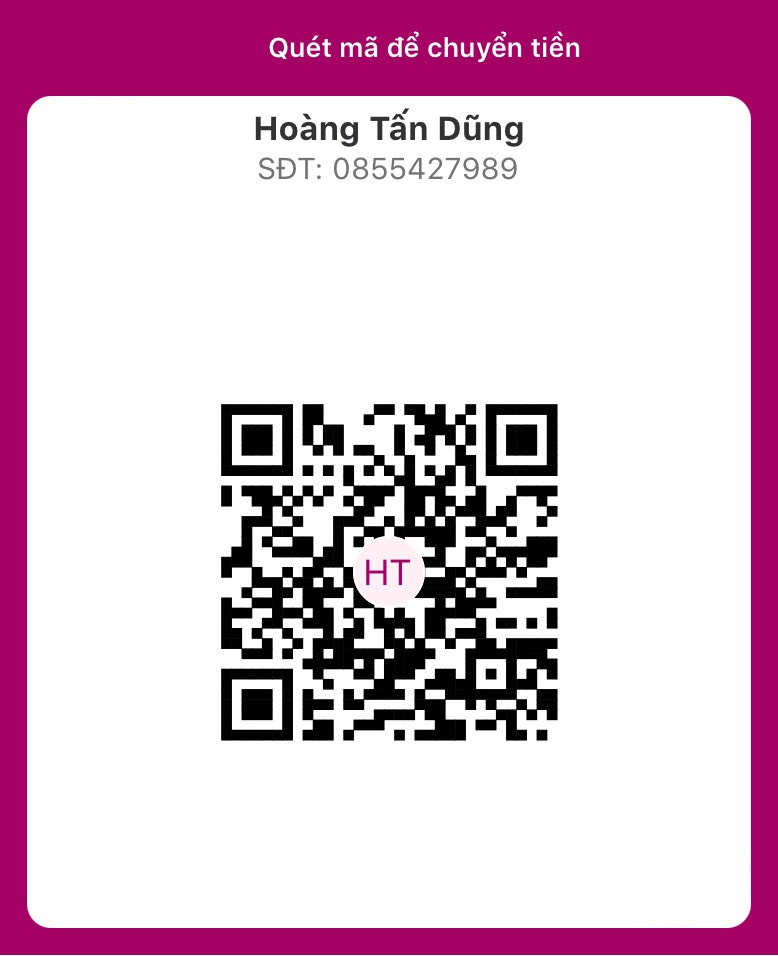 Quét mã để chuyển tiền
Hoàng Tấn Dũng
SĐT: 0855427989
HT